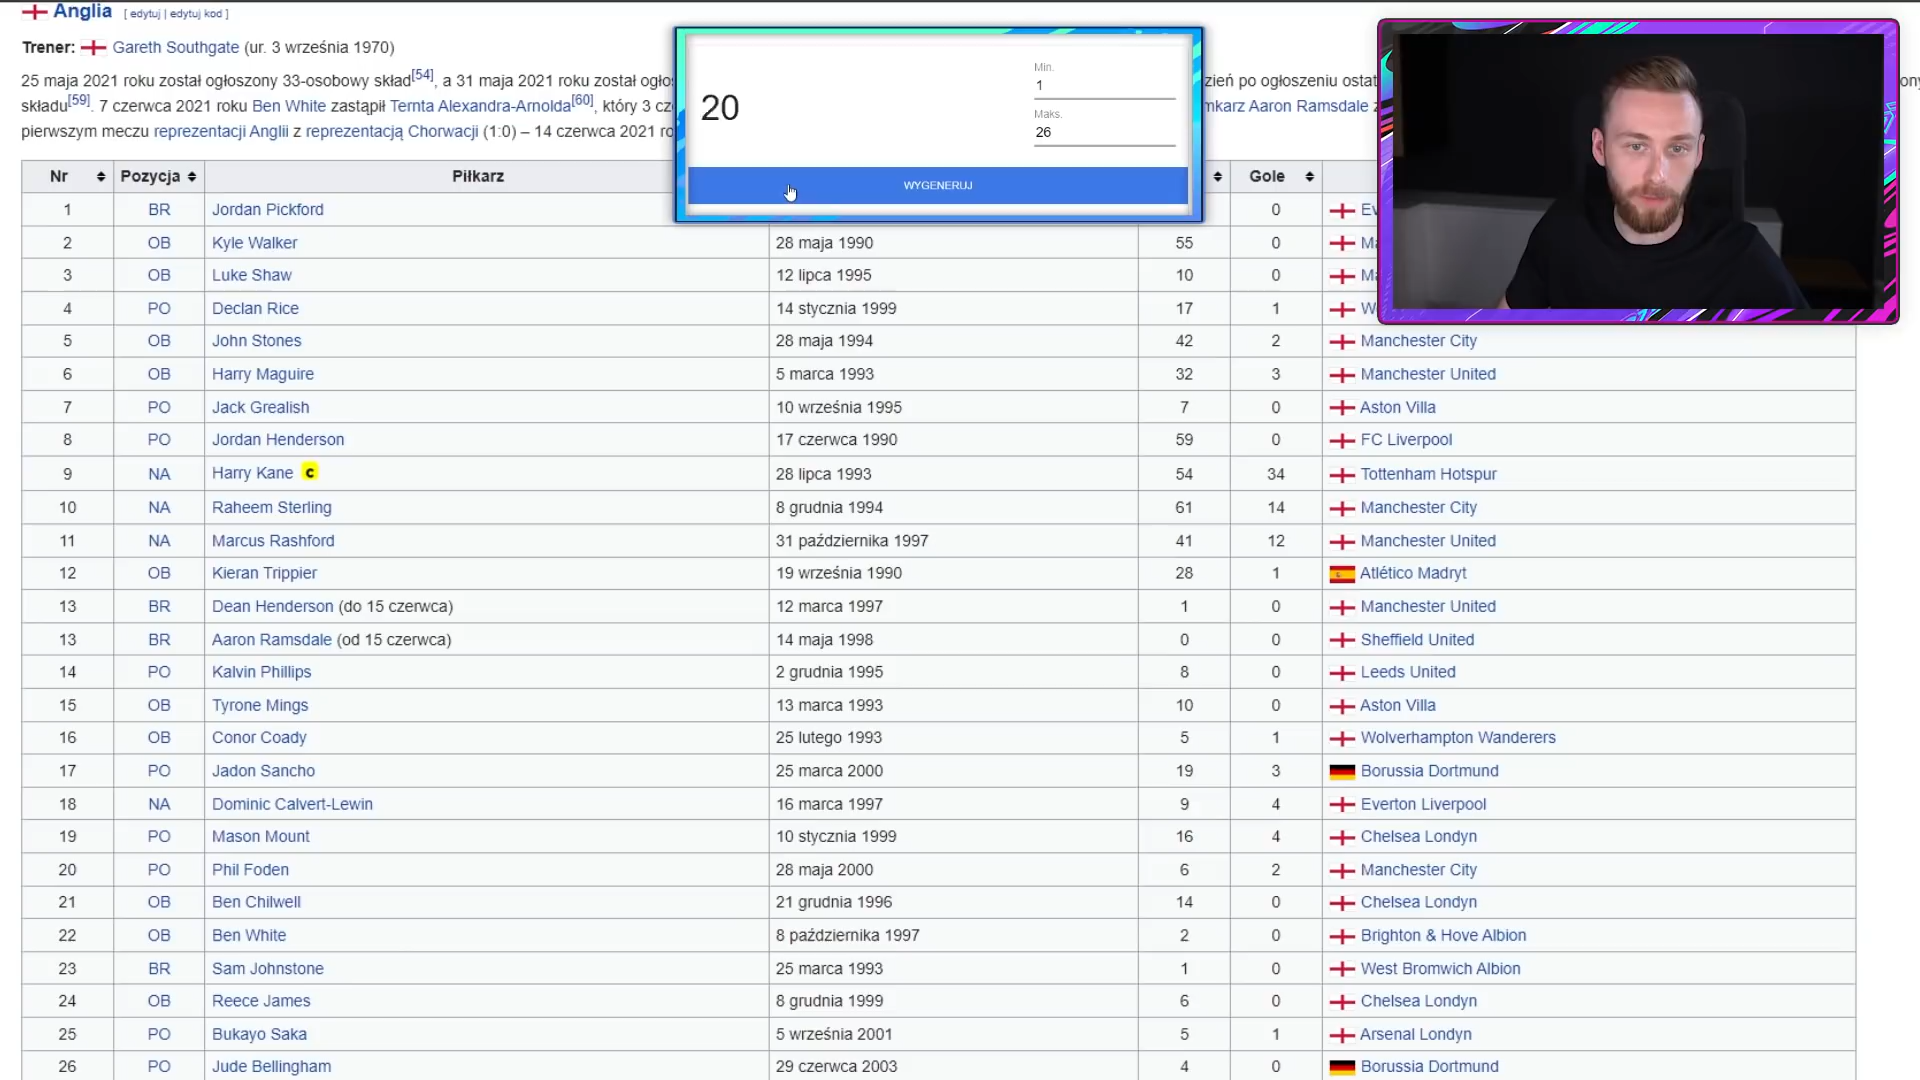 Anglia [ edytuj | edytuj kod ]
Trener: Gareth Southgate (ur. 3 września 1970)
25 maja 2021 roku został ogłoszony 33-osobowy skład[54], a 31 maja 2021 roku został ogło zień po ogłoszeniu ostat
składu[59]. 7 czerwca 2021 roku Ben White zastąpił Ternta Alexandra-Arnolda[60], który 3 cz mkarz Aaron Ramsdale z
pierwszym meczu reprezentacji Anglii z reprezentacją Chorwacji (1:0) – 14 czerwca 2021 ro
20
Min.
1
Maks.
26
WYGENERUJ
Nr Pozycja Piłkarz Gole
1 BR Jordan Pickford 0 Ev
2 OB Kyle Walker 28 maja 1990 55 0 Ma
3 OB Luke Shaw 12 lipca 1995 10 0 Ma
4 PO Declan Rice 14 stycznia 1999 17 1 W
5 OB John Stones 28 maja 1994 42 2 Manchester City
6 OB Harry Maguire 5 marca 1993 32 3 Manchester United
7 PO Jack Grealish 10 września 1995 7 0 Aston Villa
8 PO Jordan Henderson 17 czerwca 1990 59 0 FC Liverpool
9 NA Harry Kane c 28 lipca 1993 54 34 Tottenham Hotspur
10 NA Raheem Sterling 8 grudnia 1994 61 14 Manchester City
11 NA Marcus Rashford 31 października 1997 41 12 Manchester United
12 OB Kieran Trippier 19 września 1990 28 1 Atlético Madryt
13 BR Dean Henderson (do 15 czerwca) 12 marca 1997 1 0 Manchester United
13 BR Aaron Ramsdale (od 15 czerwca) 14 maja 1998 0 0 Sheffield United
14 PO Kalvin Phillips 2 grudnia 1995 8 0 Leeds United
15 OB Tyrone Mings 13 marca 1993 10 0 Aston Villa
16 OB Conor Coady 25 lutego 1993 5 1 Wolverhampton Wanderers
17 PO Jadon Sancho 25 marca 2000 19 3 Borussia Dortmund
18 NA Dominic Calvert-Lewin 16 marca 1997 9 4 Everton Liverpool
19 PO Mason Mount 10 stycznia 1999 16 4 Chelsea Londyn
20 PO Phil Foden 28 maja 2000 6 2 Manchester City
21 OB Ben Chilwell 21 grudnia 1996 14 0 Chelsea Londyn
22 OB Ben White 8 października 1997 2 0 Brighton & Hove Albion
23 BR Sam Johnstone 25 marca 1993 1 0 West Bromwich Albion
24 OB Reece James 8 grudnia 1999 6 0 Chelsea Londyn
25 PO Bukayo Saka 5 września 2001 5 1 Arsenal Londyn
26 PO Jude Bellingham 29 czerwca 2003 4 0 Borussia Dortmund